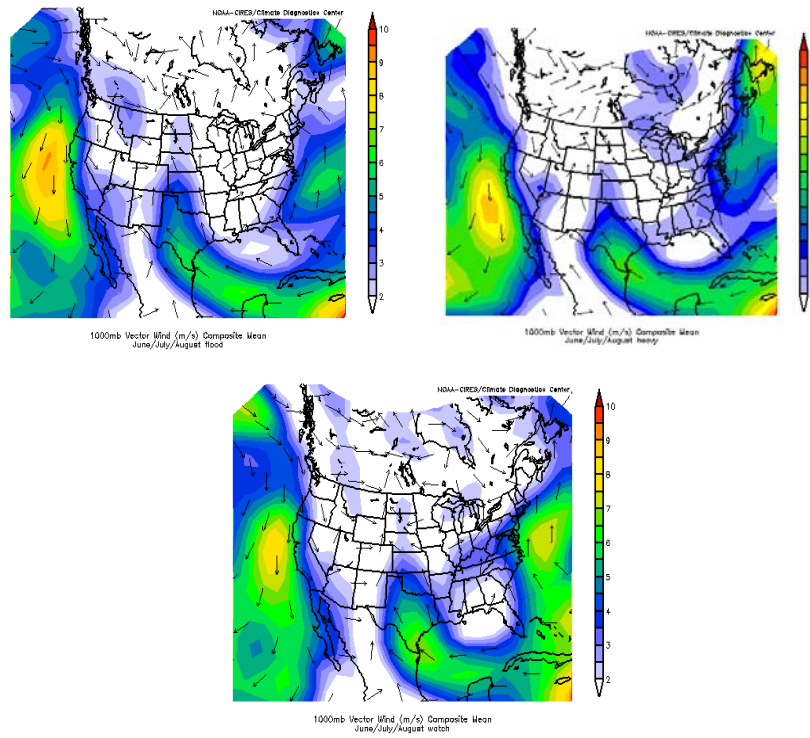 NOAA-CIRES/Climate Diagnostics Center
10
9
8
7
6
5
4
3
2
1000mb Vector Wind (m/s) Composite Mean
June/July/August flood
NOAA-CIRES/Climate Diagnostics Center
1000mb Vector Wind (m/s) Composite Mean
June/July/August heavy
NOAA-CIRES/Climate Diagnostics Center
10
9
8
7
6
5
4
3
2
1000mb Vector Wind (m/s) Composite Mean
June/July/August watch